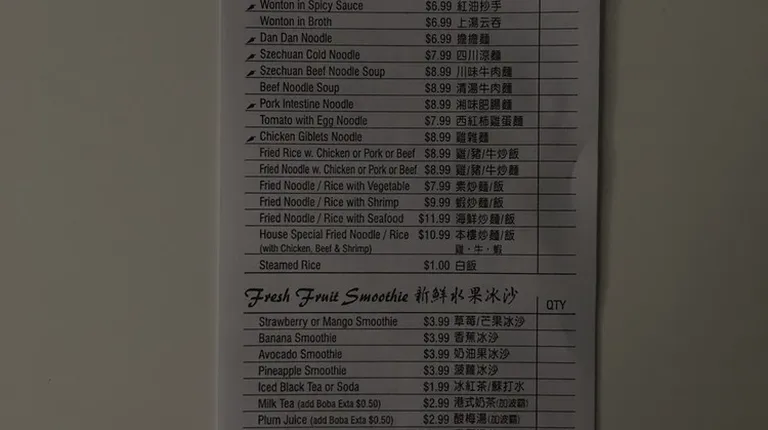 Wonton in Spicy Sauce $6.99 紅油抄手
Wonton in Broth $6.99 上湯云吞
Dan Dan Noodle $6.99 擔擔麵
Szechuan Cold Noodle $7.99 四川涼麵
Szechuan Beef Noodle Soup $8.99 川味牛肉麵
Beef Noodle Soup $8.99 清湯牛肉麵
Pork Intestine Noodle $8.99 湘味肥腸麵
Tomato with Egg Noodle $7.99 西紅柿雞蛋麵
Chicken Giblets Noodle $8.99 雞雜麵
Fried Rice w. Chicken or Pork or Beef $8.99 雞/豬/牛炒飯
Fried Noodle w. Chicken or Pork or Beef $8.99 雞/豬/牛炒麵
Fried Noodle / Rice with Vegetable $7.99 素炒麵/飯
Fried Noodle / Rice with Shrimp $9.99 蝦炒麵/飯
Fried Noodle / Rice with Seafood $11.99 海鮮炒麵/飯
House Special Fried Noodle / Rice $10.99 本樓炒麵/飯
(with Chicken, Beef & Shrimp) 雞·牛·蝦
Steamed Rice $1.00 白飯
Fresh Fruit Smoothie 新鮮水果冰沙 QTY
Strawberry or Mango Smoothie $3.99 草莓/芒果冰沙
Banana Smoothie $3.99 香蕉冰沙
Avocado Smoothie $3.99 奶油果冰沙
Pineapple Smoothie $3.99 菠蘿冰沙
Iced Black Tea or Soda $1.99 冰紅茶/蘇打水
Milk Tea (add Boba Exta $0.50) $2.99 港式奶茶(加波霸)
Plum Juice (add Boba Exta $0.50) $2.99 酸梅湯(加波霸)